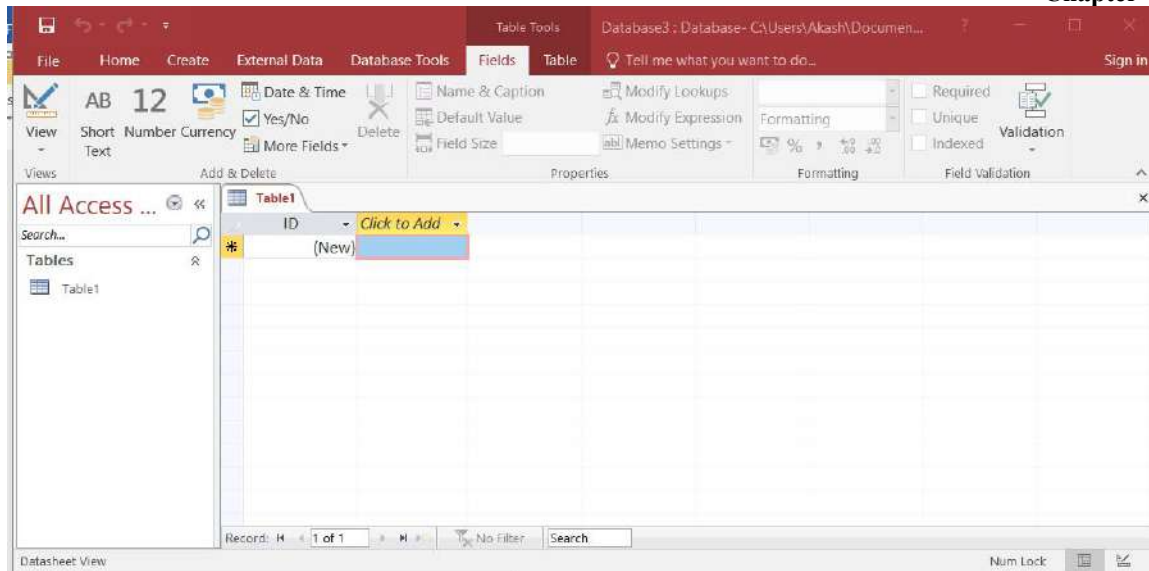 Chapter
Table Tools Database3 : Database- C:\Users\Akash\Documen... ?
File Home Create External Data Database Tools Fields Table Tell me what you want to do... Sign in
AB 12 Date & Time Name & Caption Modify Lookups Required
Yes/No Default Value Modify Expression Formatting Unique
View Short Text Number Currency More Fields Delete Field Size Memo Settings % Indexed Validation
Views Add & Delete Properties Formatting Field Validation
All Access ... « Table1 ×
Search... ID Click to Add
Tables * (New)
Table1
Record: 1 of 1 No Filter Search
Datasheet View Num Lock